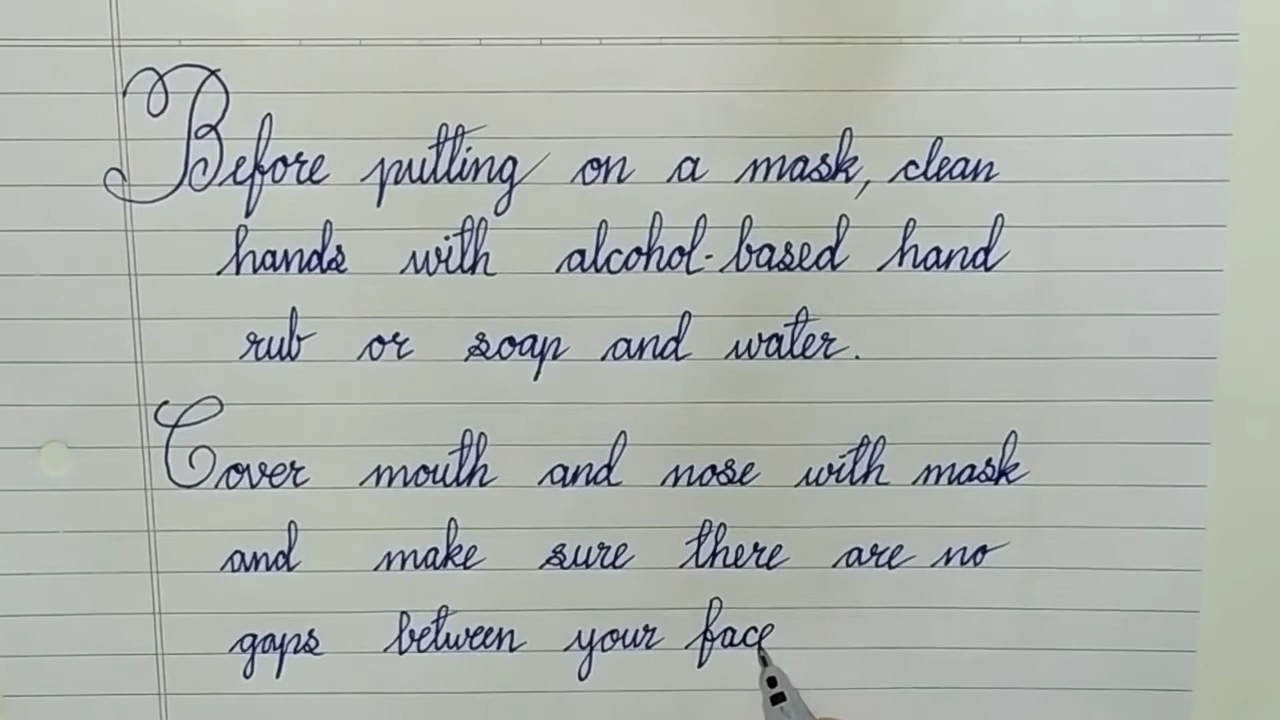 Before putting on a mask, clean
hands with alcohol-based hand
rub or soap and water.
Cover mouth and nose with mask
and make sure there are no
gaps between your face